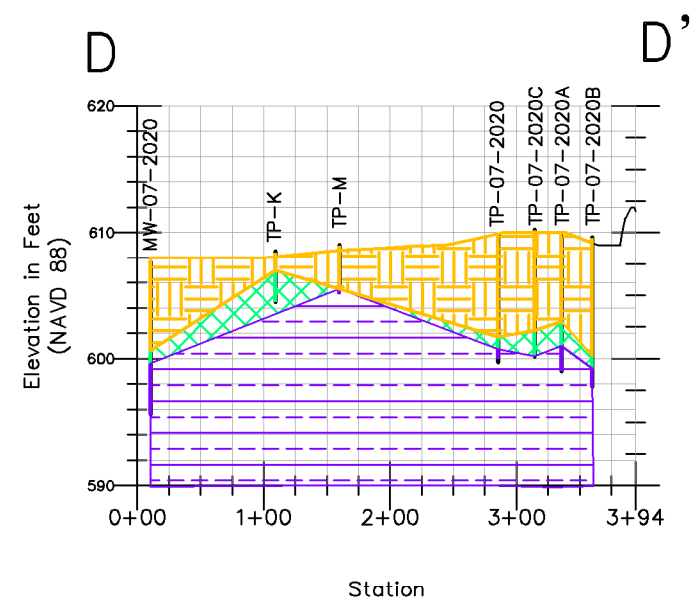 D
D'
620
610
600
590
Elevation in Feet
(NAVD 88)
MW-07-2020
TP-K
TP-M
TP-07-2020
TP-07-2020C
TP-07-2020A
TP-07-2020B
0+00
1+00
2+00
3+00
3+94
Station